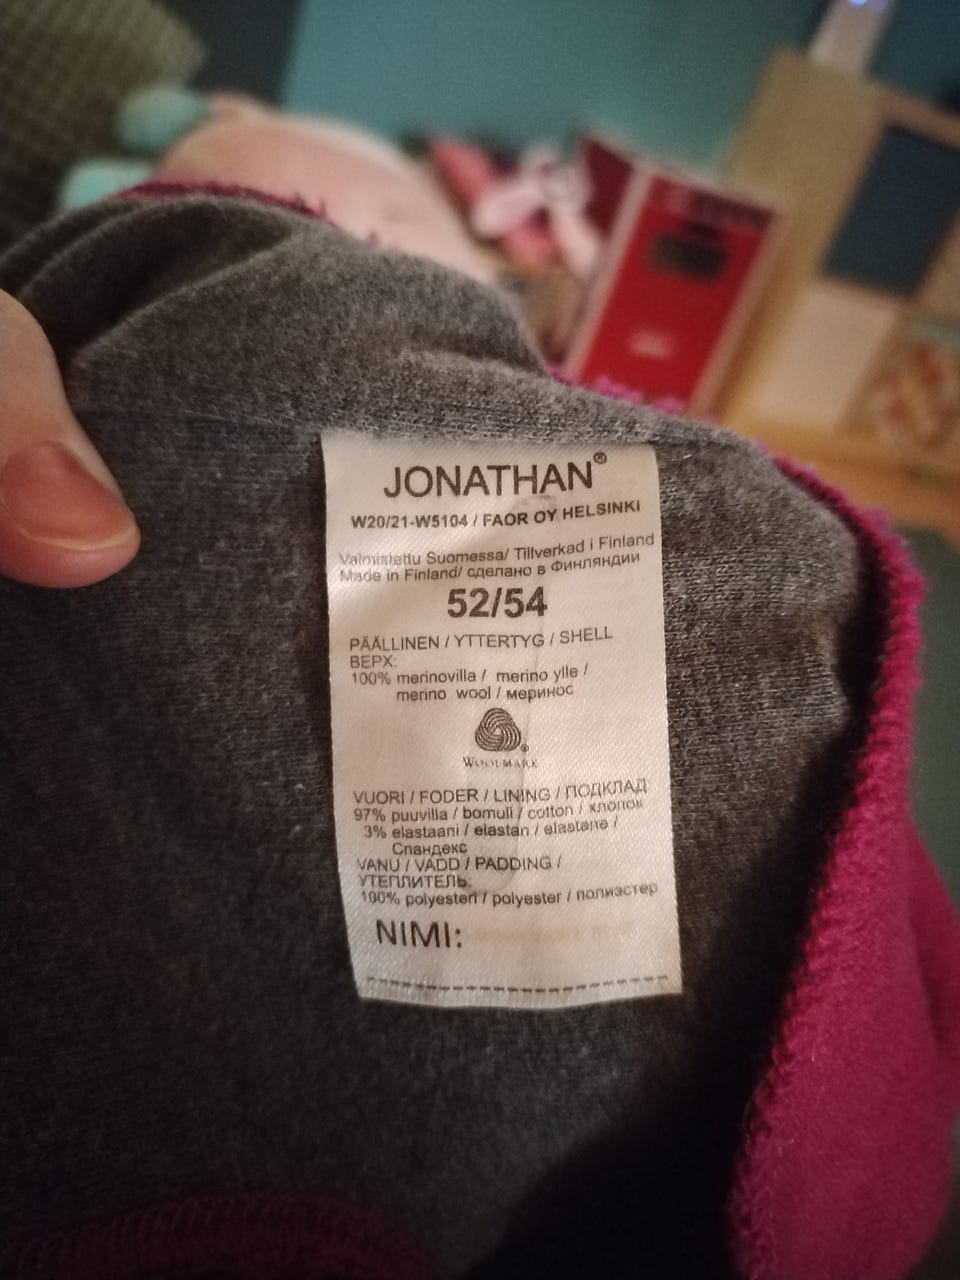 JONATHAN®
W20/21-W5104 / FAOR OY HELSINKI
Valmistettu Suomessa/ Tillverkad i Finland
Made in Finland/ сделано в Финляндии
52/54
PÄÄLLINEN / YTTERTYG / SHELL
ВЕРХ:
100% merinovilla / merino ylle /
merino wool / меринос
WOOLMARK
VUORI / FODER / LINING / ПОДКЛАД
97% puuvilla / bomull / cotton / хлопок
3% elastaani / elastan / elastane /
Спандекс
VANU / VADD / PADDING /
УТЕПЛИТЕЛЬ:
100% polyesteri / polyester / полиэстер
NIMI: